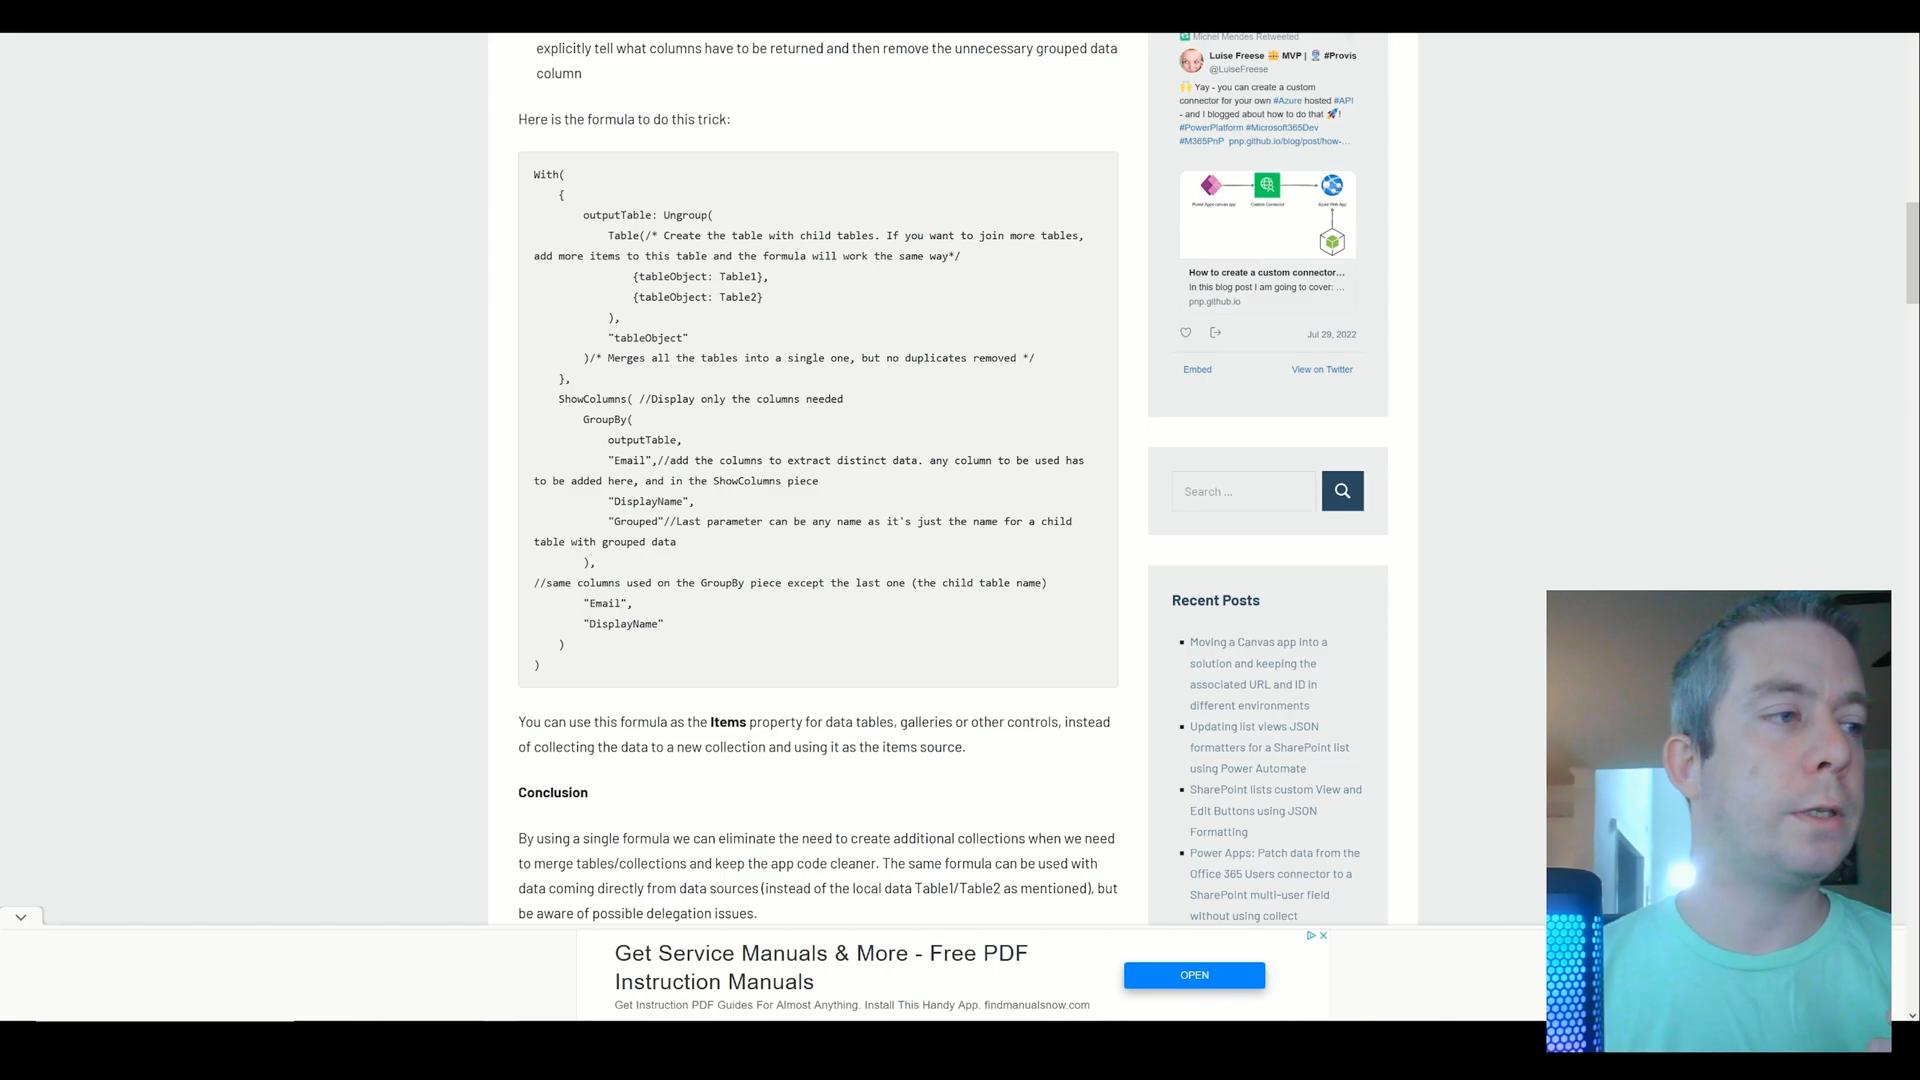 explicitly tell what columns have to be returned and then remove the unnecessary grouped data
column
Here is the formula to do this trick:
With(
{
outputTable: Ungroup(
Table(/* Create the table with child tables. If you want to join more tables,
add more items to this table and the formula will work the same way*/
{tableObject: Table1},
{tableObject: Table2}
),
"tableObject"
)/* Merges all the tables into a single one, but no duplicates removed */
},
ShowColumns( //Display only the columns needed
GroupBy(
outputTable,
"Email",//add the columns to extract distinct data. any column to be used has
to be added here, and in the ShowColumns piece
"DisplayName",
"Grouped"//Last parameter can be any name as it's just the name for a child
table with grouped data
),
//same columns used on the GroupBy piece except the last one (the child table name)
"Email",
"DisplayName"
)
)
You can use this formula as the Items property for data tables, galleries or other controls, instead
of collecting the data to a new collection and using it as the items source.
Conclusion
By using a single formula we can eliminate the need to create additional collections when we need
to merge tables/collections and keep the app code cleaner. The same formula can be used with
data coming directly from data sources (instead of the local data Table1/Table2 as mentioned), but
be aware of possible delegation issues.
Michel Mendes Retweeted
Luise Freese 👑 MVP | #Provis
@LuiseFreese
🙌 Yay - you can create a custom
connector for your own #Azure hosted #API
- and I blogged about how to do that 🚀!
#PowerPlatform #Microsoft365Dev
#M365PnP pnp.github.io/blog/post/how-...
Power Apps canvas app
Custom Connector
Azure Web App
How to create a custom connector...
In this blog post I am going to cover: ...
pnp.github.io
Jul 29, 2022
Embed
View on Twitter
Search ...
Recent Posts
Moving a Canvas app into a
solution and keeping the
associated URL and ID in
different environments
Updating list views JSON
formatters for a SharePoint list
using Power Automate
SharePoint lists custom View and
Edit Buttons using JSON
Formatting
Power Apps: Patch data from the
Office 365 Users connector to a
SharePoint multi-user field
without using collect
Get Service Manuals & More - Free PDF
Instruction Manuals
Get Instruction PDF Guides For Almost Anything. Install This Handy App. findmanualsnow.com
OPEN